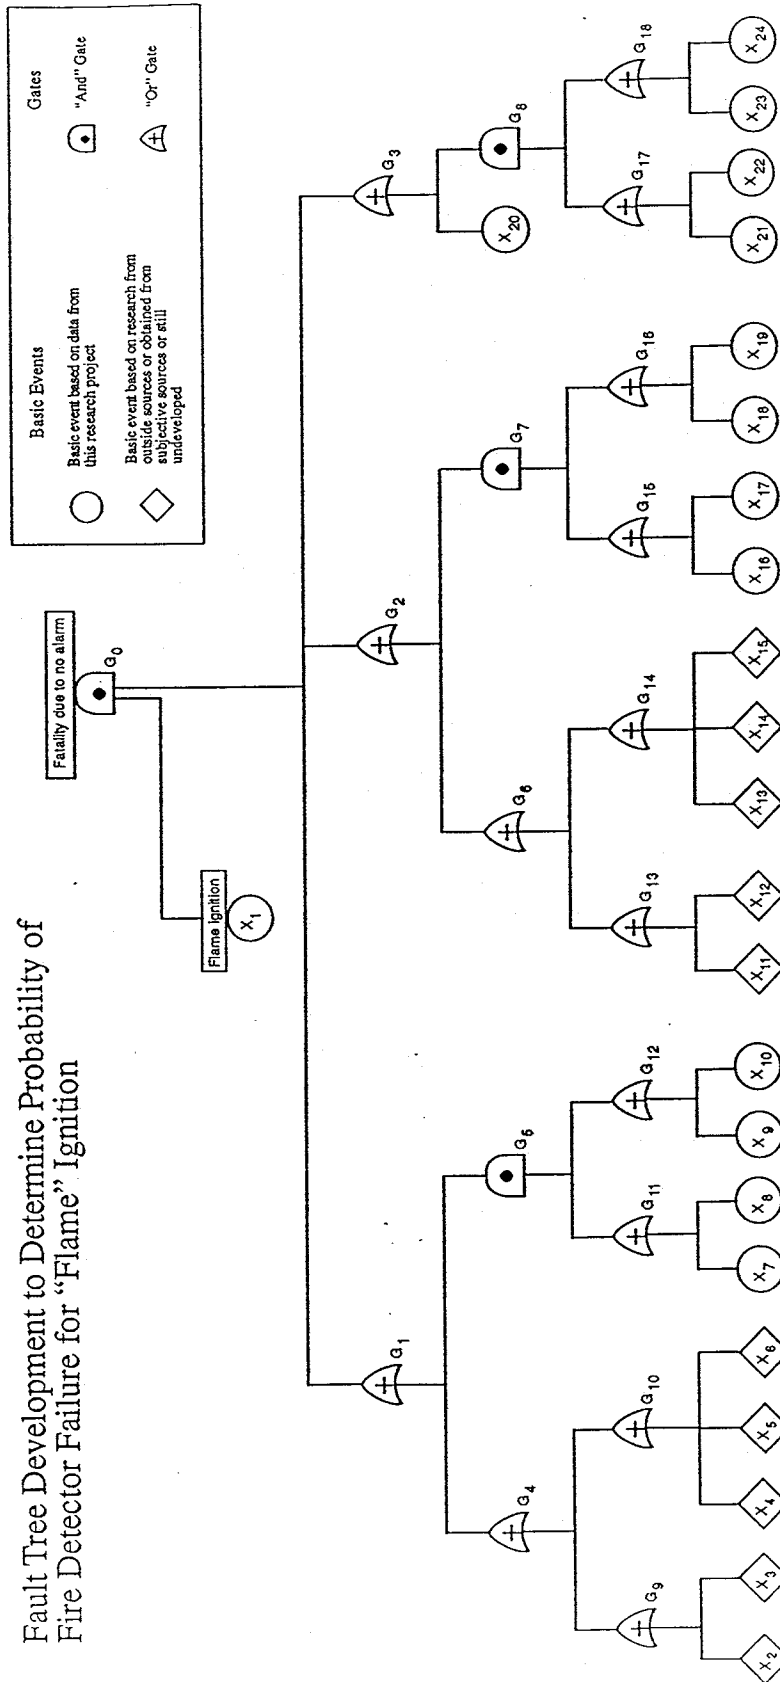 Fault Tree Development to Determine Probability of
Fire Detector Failure for "Flame" Ignition
Basic Events
Gates
Basic event based on data from
this research project
"And" Gate
Basic event based on research from
outside sources or obtained from
subjective sources or still
undeveloped
"Or" Gate
Fatality due to no alarm
G0
Flame Ignition
X1
G1
G2
G3
G4
G5
G6
G7
X20
G8
G9
G10
G11
G12
G13
G14
G15
G16
G17
G18
X2
X3
X4
X5
X6
X7
X8
X9
X10
X11
X12
X13
X14
X15
X16
X17
X18
X19
X21
X22
X23
X24